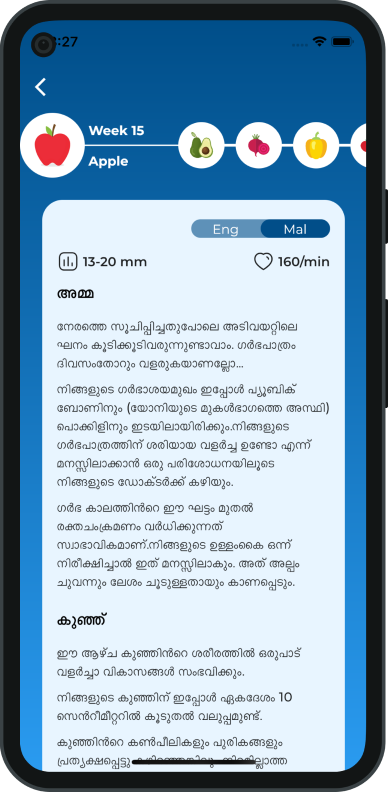 :27
Week 15
Apple
Eng Mal
13-20 mm 160/min
അമ്മ
നേരത്തെ സൂചിപ്പിച്ചതുപോലെ അടിവയറ്റിലെ
ഘനം കൂടിക്കൂടിവരുന്നുണ്ടാവാം. ഗർഭപാത്രം
ദിവസംതോറും വളരുകയാണല്ലോ...
നിങ്ങളുടെ ഗർഭാശയമുഖം ഇപ്പോൾ പ്യൂബിക്
ബോണിനും (യോനിയുടെ മുകൾഭാഗത്തെ അസ്ഥി)
പൊക്കിളിനും ഇടയിലായിരിക്കും.നിങ്ങളുടെ
ഗർഭപാത്രത്തിന് ശരിയായ വളർച്ച ഉണ്ടോ എന്ന്
മനസ്സിലാക്കാൻ ഒരു പരിശോധനയിലൂടെ
നിങ്ങളുടെ ഡോക്ടർക്ക് കഴിയും.
ഗർഭ കാലത്തിൻറെ ഈ ഘട്ടം മുതൽ
രക്തചംക്രമണം വർധിക്കുന്നത്
സ്വാഭാവികമാണ്.നിങ്ങളുടെ ഉള്ളംകൈ ഒന്ന്
നിരീക്ഷിച്ചാൽ ഇത് മനസ്സിലാകും. അത് അല്പം
ചുവന്നും ലേശം ചൂടുള്ളതായും കാണപ്പെടും.
കുഞ്ഞ്
ഈ ആഴ്ച കുഞ്ഞിൻറെ ശരീരത്തിൽ ഒരുപാട്
വളർച്ചാ വികാസങ്ങൾ സംഭവിക്കും.
നിങ്ങളുടെ കുഞ്ഞിന് ഇപ്പോൾ ഏകദേശം 10
സെൻറീമീറ്ററിൽ കൂടുതൽ വലുപ്പമുണ്ട്.
കുഞ്ഞിൻറെ കൺപീലികളും പുരികങ്ങളും